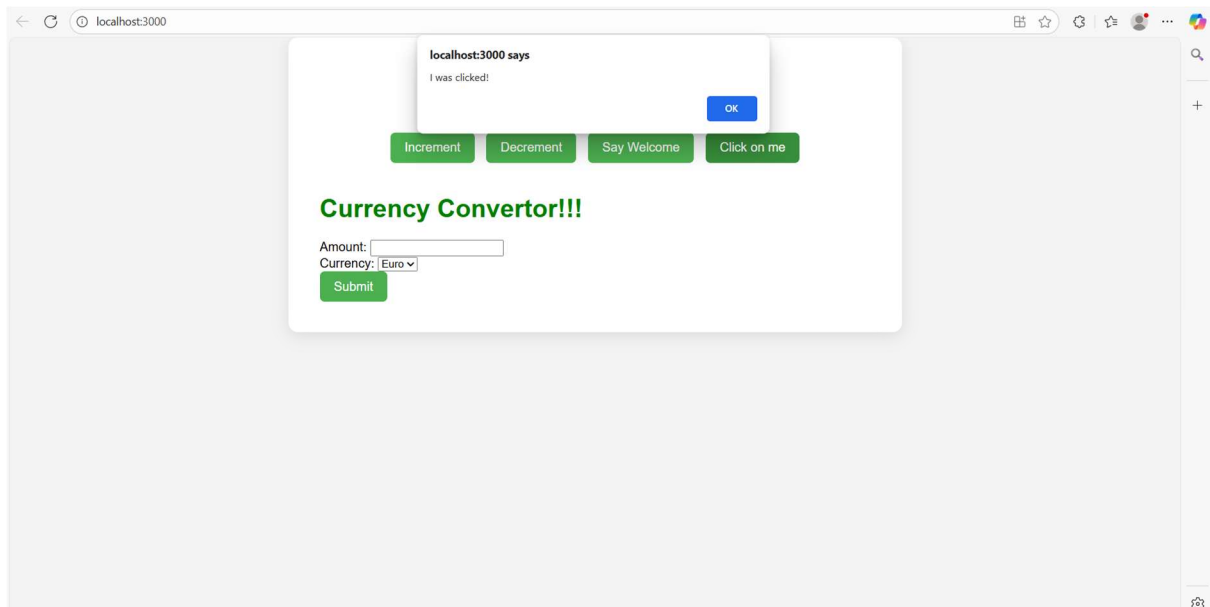 localhost:3000
localhost:3000 says
I was clicked!
OK
Increment Decrement Say Welcome Click on me
Currency Convertor!!!
Amount:
Currency: Euro
Submit